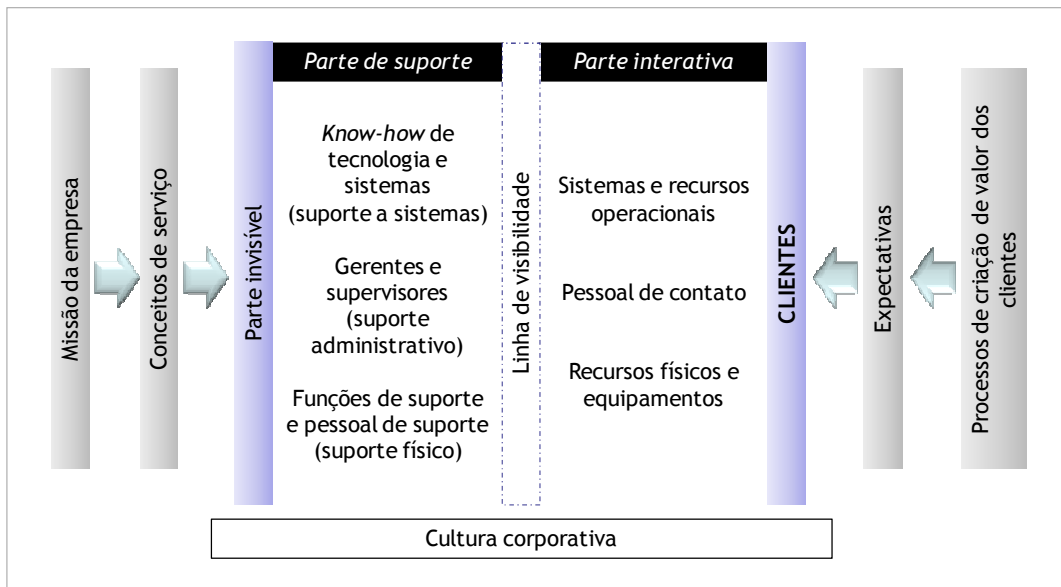 Missão da empresa
Conceitos de serviço
Parte invisível
Parte de suporte
Know-how de
tecnologia e
sistemas
(suporte a sistemas)
Gerentes e
supervisores
(suporte
administrativo)
Funções de suporte
e pessoal de suporte
(suporte físico)
Linha de visibilidade
Parte interativa
Sistemas e recursos
operacionais
Pessoal de contato
Recursos físicos e
equipamentos
CLIENTES
Expectativas
Processos de criação de valor dos
clientes
Cultura corporativa